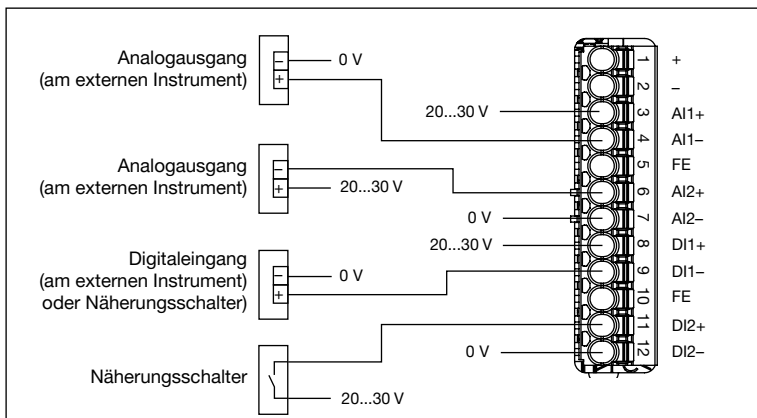 Analogausgang
(am externen Instrument)
–
+
0 V
Analogausgang
(am externen Instrument)
–
+
20...30 V
Digitaleingang
(am externen Instrument)
oder Näherungsschalter)
–
+
0 V
Näherungsschalter
20...30 V
20...30 V
0 V
20...30 V
0 V
1 +
2 –
3 AI1+
4 AI1–
5 FE
6 AI2+
7 AI2–
8 DI1+
9 DI1–
10 FE
11 DI2+
12 DI2–